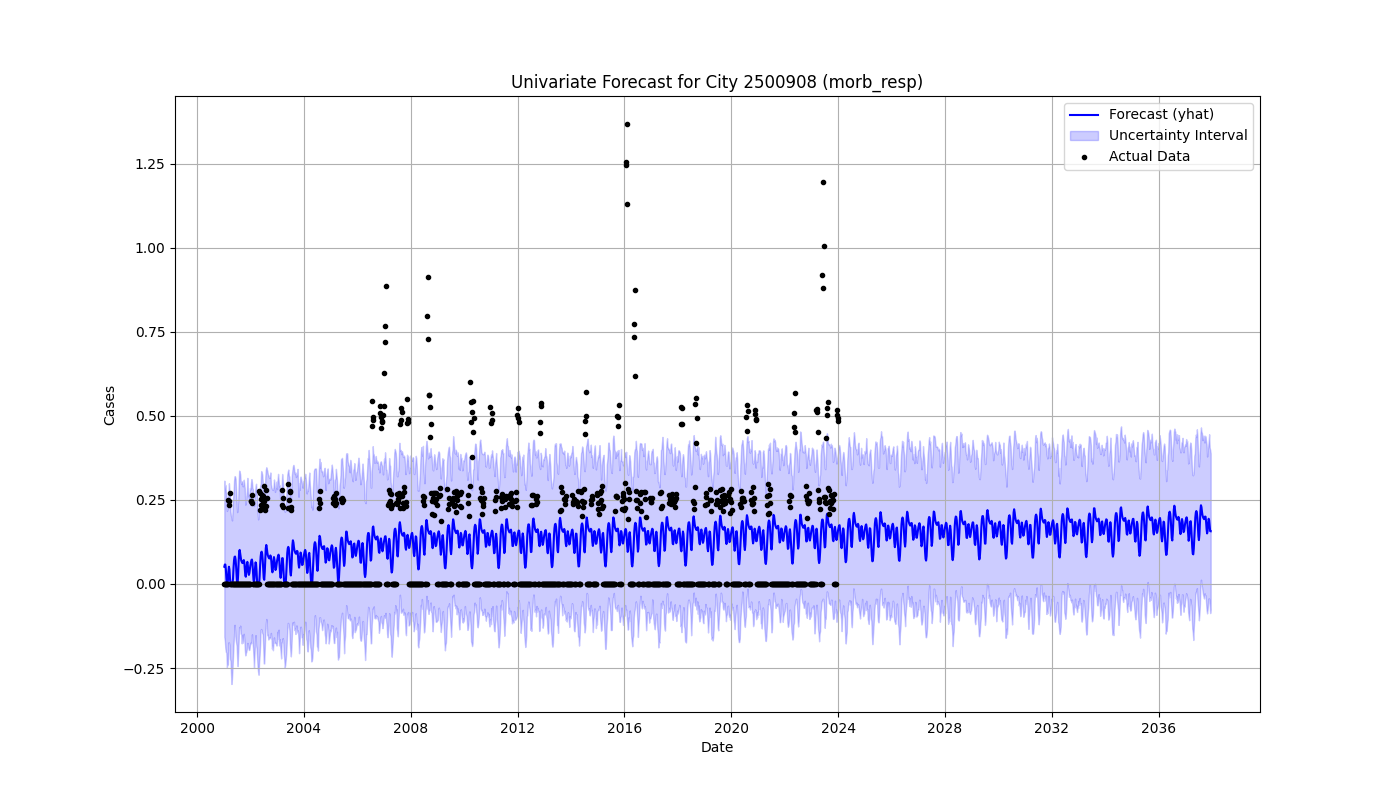 Univariate Forecast for City 2500908 (morb_resp)
Forecast (yhat)
Uncertainty Interval
Actual Data
Cases
1.25
1.00
0.75
0.50
0.25
0.00
−0.25
2000 2004 2008 2012 2016 2020 2024 2028 2032 2036
Date